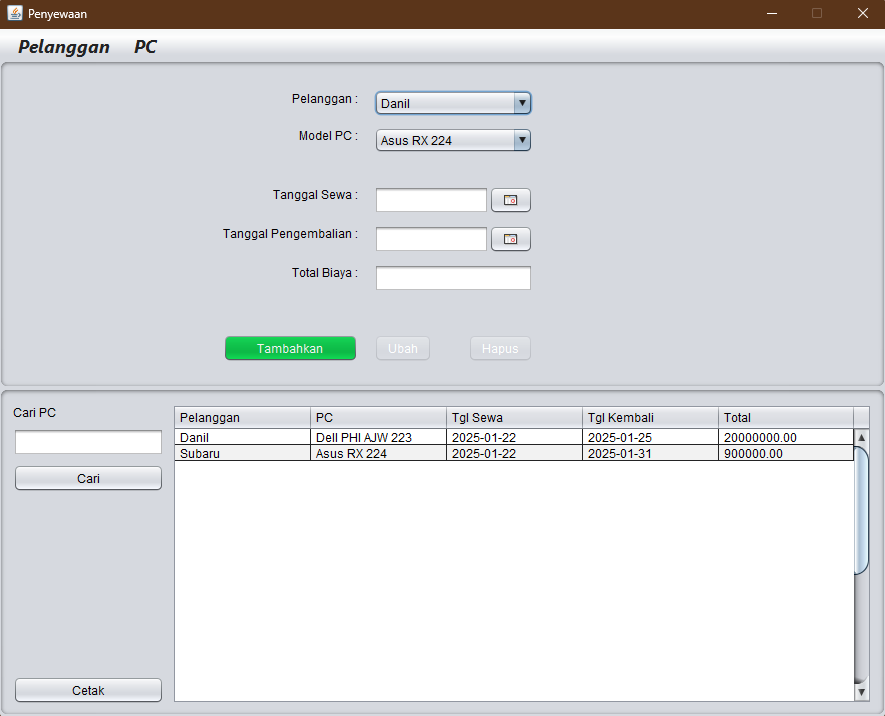 Penyewaan
Pelanggan PC
Pelanggan :
Danil
Model PC :
Asus RX 224
Tanggal Sewa :
Tanggal Pengembalian :
Total Biaya :
Tambahkan Ubah Hapus
Cari PC
Cari
Cetak
Pelanggan PC Tgl Sewa Tgl Kembali Total
Danil Dell PHI AJW 223 2025-01-22 2025-01-25 20000000.00
Subaru Asus RX 224 2025-01-22 2025-01-31 900000.00